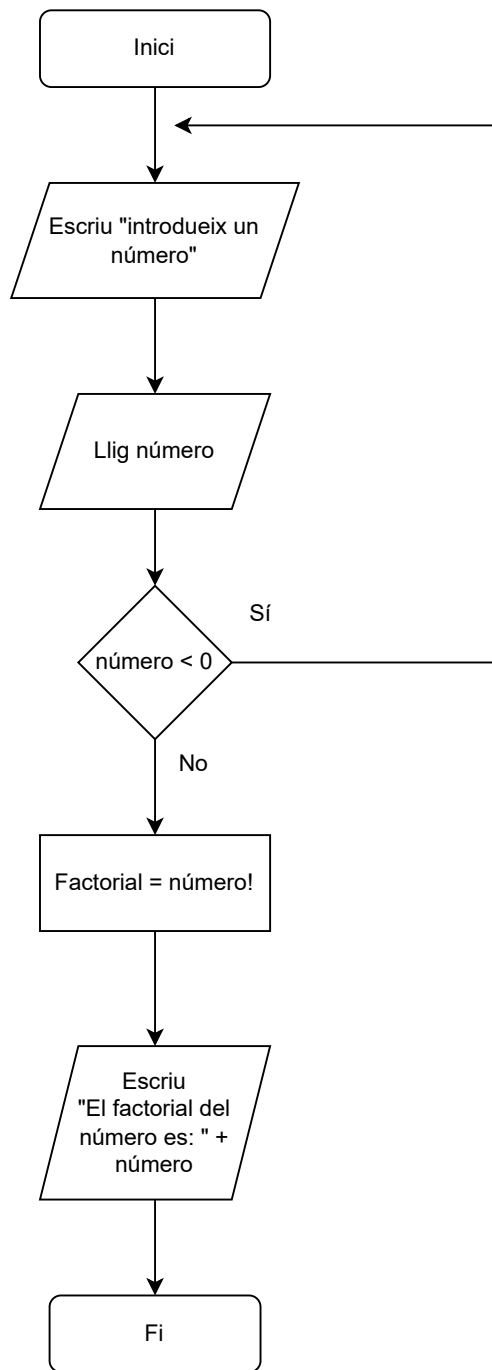 Inici
Escriu "introdueix un
número"
Llig número
Sí
número < 0
No
Factorial = número!
Escriu
"El factorial del
número es: " +
número
Fi